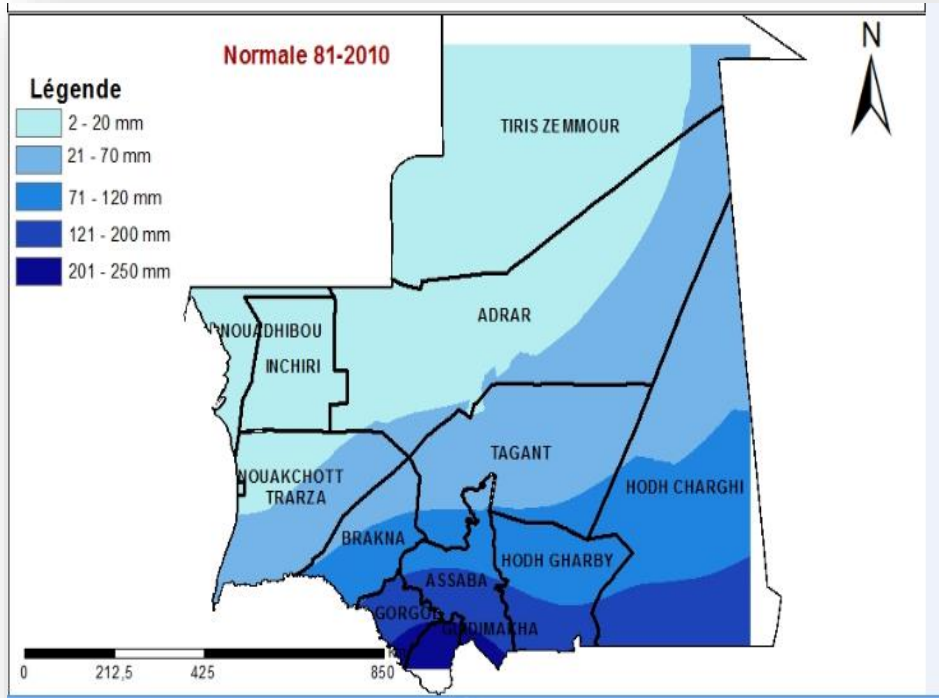 Normale 81-2010
N
Légende
2 - 20 mm
21 - 70 mm
71 - 120 mm
121 - 200 mm
201 - 250 mm
TIRIS ZEMMOUR
ADRAR
NOUADHIBOU
INCHIRI
TAGANT
NOUAKCHOTT
TRARZA
HODH CHARGHI
BRAKNA
HODH GHARBY
ASSABA
GORGOL
GUIDIMAKHA
0 212,5 425 850